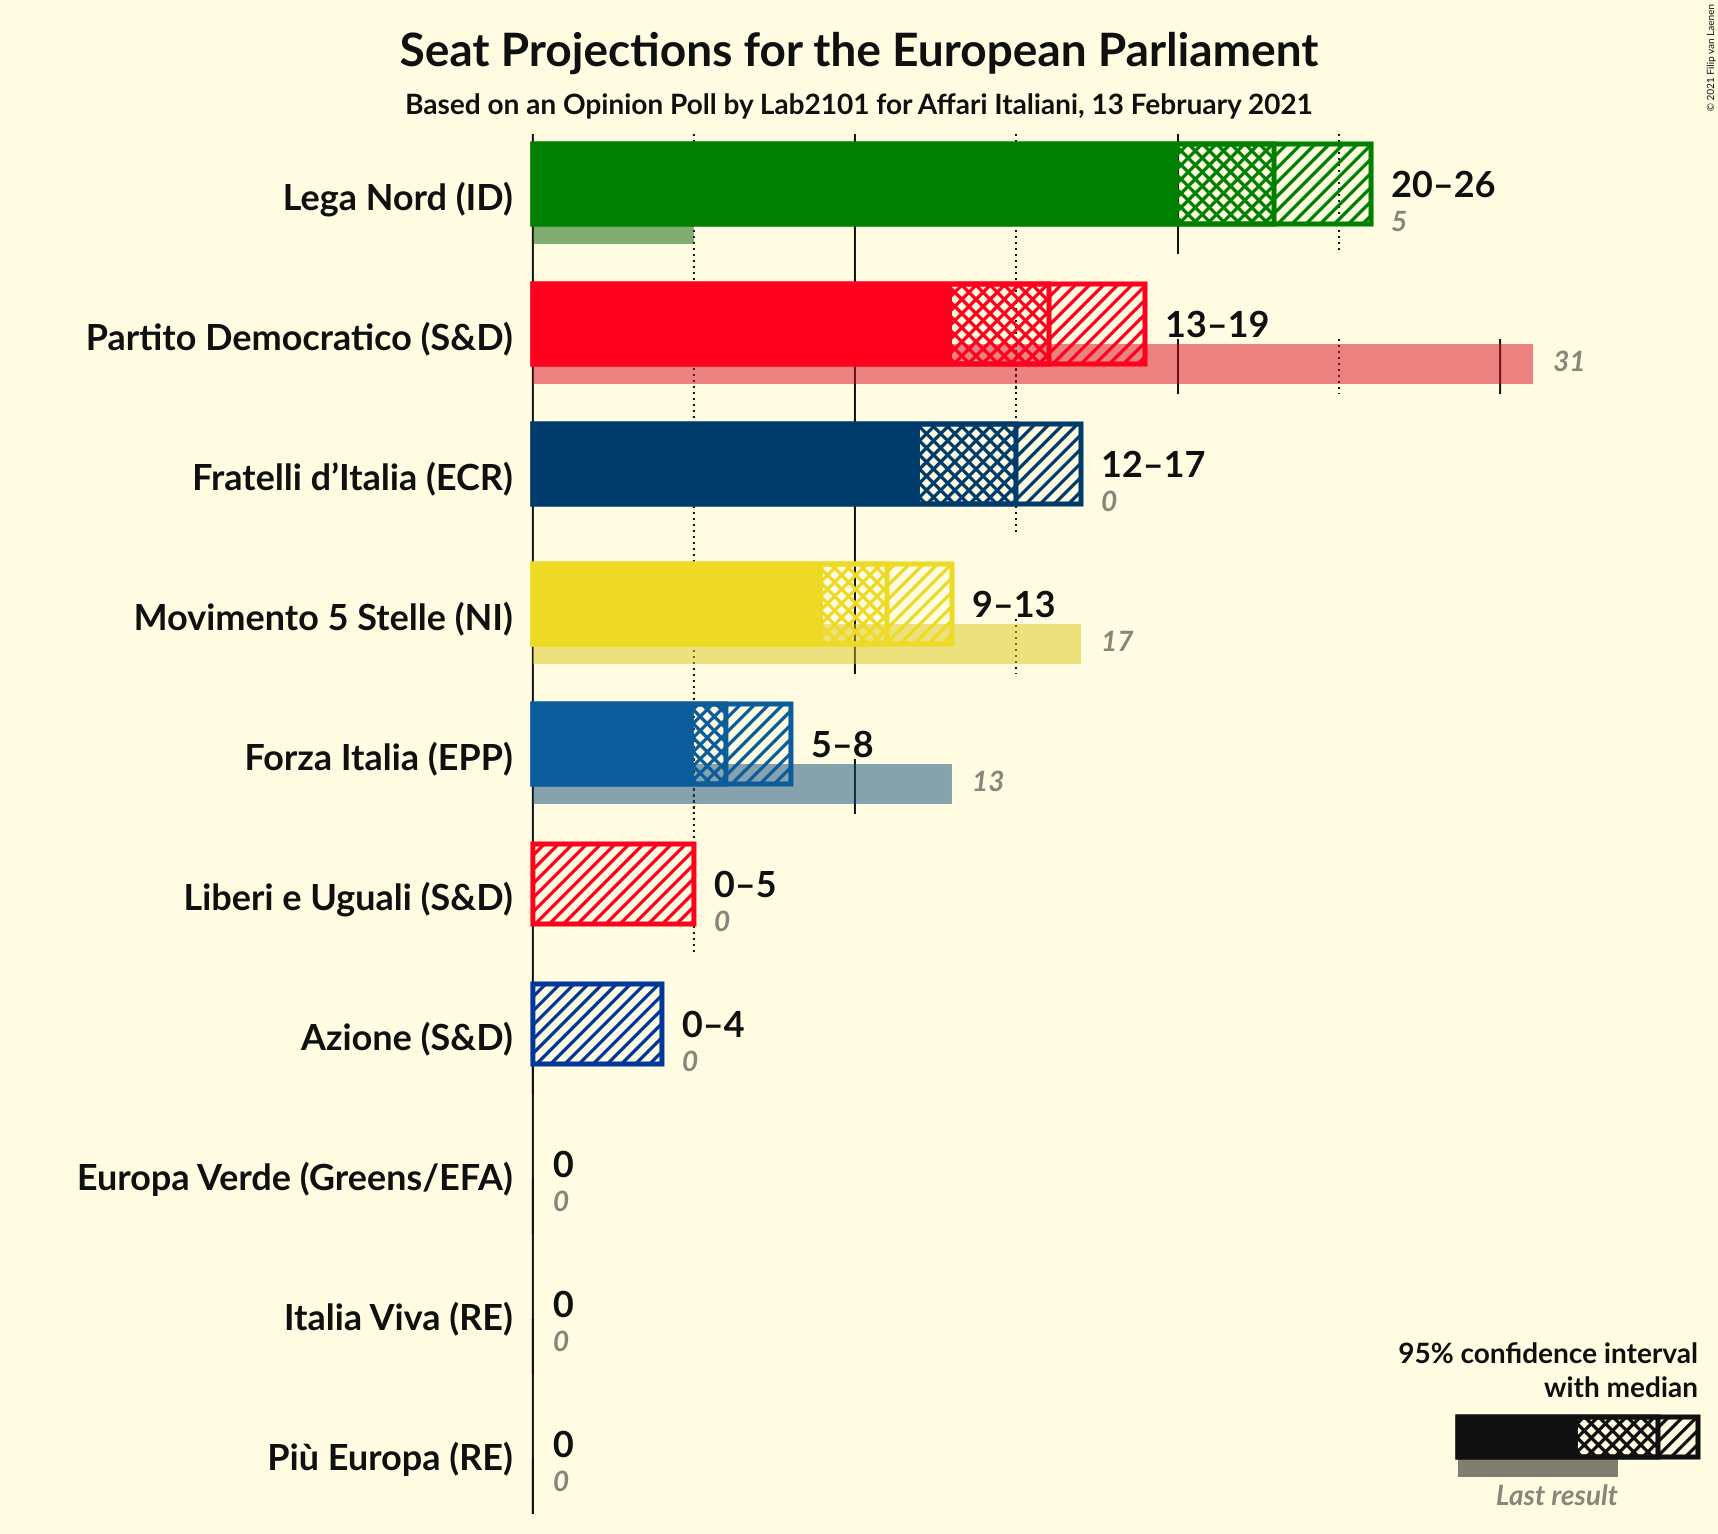 Seat Projections for the European Parliament
Based on an Opinion Poll by Lab2101 for Affari Italiani, 13 February 2021
© 2021 Filip van Laenen
Lega Nord (ID)
20–26
5
Partito Democratico (S&D)
13–19
31
Fratelli d’Italia (ECR)
12–17
0
Movimento 5 Stelle (NI)
9–13
17
Forza Italia (EPP)
5–8
13
Liberi e Uguali (S&D)
0–5
0
Azione (S&D)
0–4
0
Europa Verde (Greens/EFA)
0
0
Italia Viva (RE)
0
0
Più Europa (RE)
0
0
95% confidence interval
with median
Last result